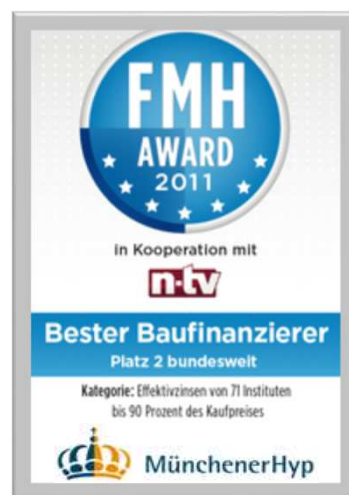 FMH
AWARD
2011
in Kooperation mit
n-tv
Bester Baufinanzierer
Platz 2 bundesweit
Kategorie: Effektivzinsen von 71 Instituten
bis 90 Prozent des Kaufpreises
MünchenerHyp